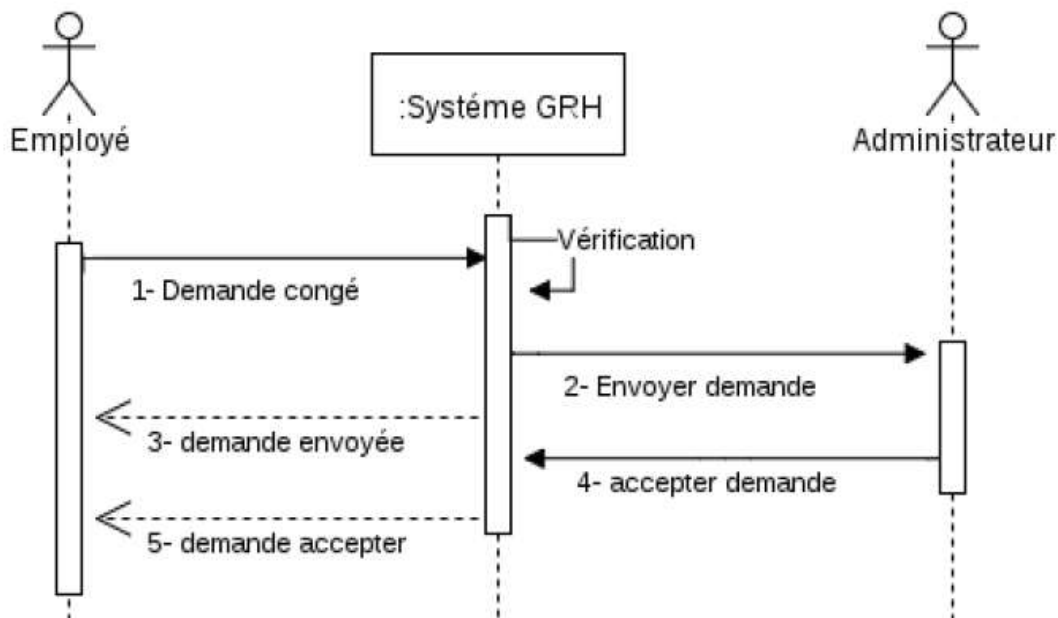 Employé
:Systéme GRH
Administrateur
Vérification
1- Demande congé
2- Envoyer demande
3- demande envoyée
4- accepter demande
5- demande accepter